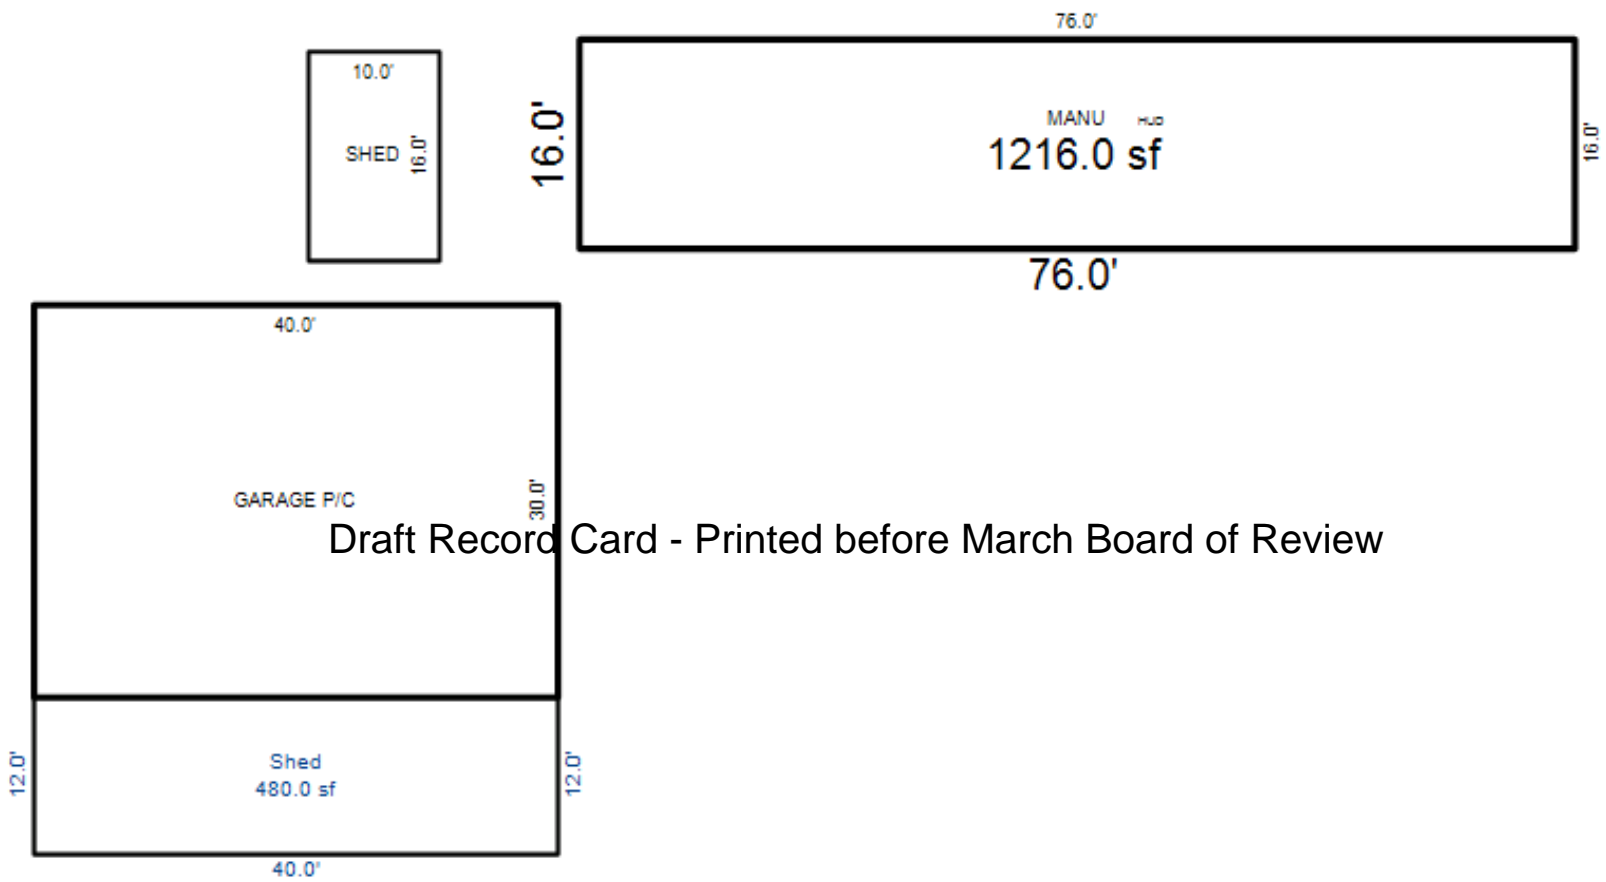 76.0'
10.0'
SHED
16.0'
16.0'
MANU HUD
1216.0 sf
16.0'
76.0'
40.0'
GARAGE P/C
30.0'
Draft Record Card - Printed before March Board of Review
12.0'
Shed
480.0 sf
12.0'
40.0'